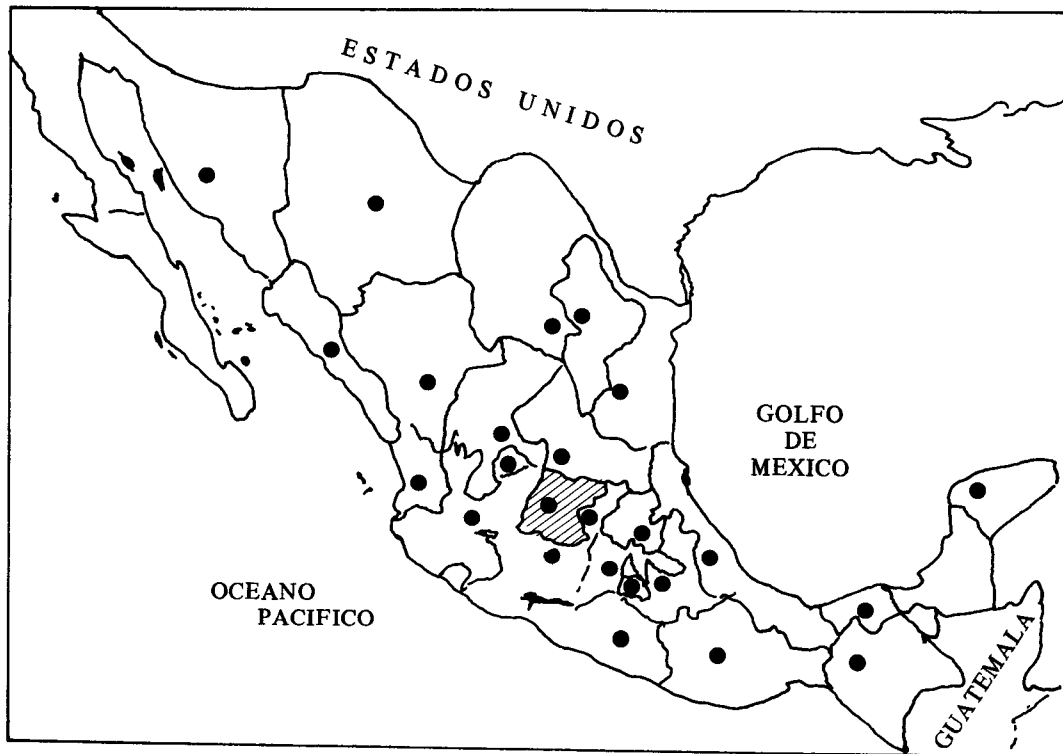 ESTADOS UNIDOS
GOLFO
DE
MEXICO
OCEANO
PACIFICO
GUATEMALA